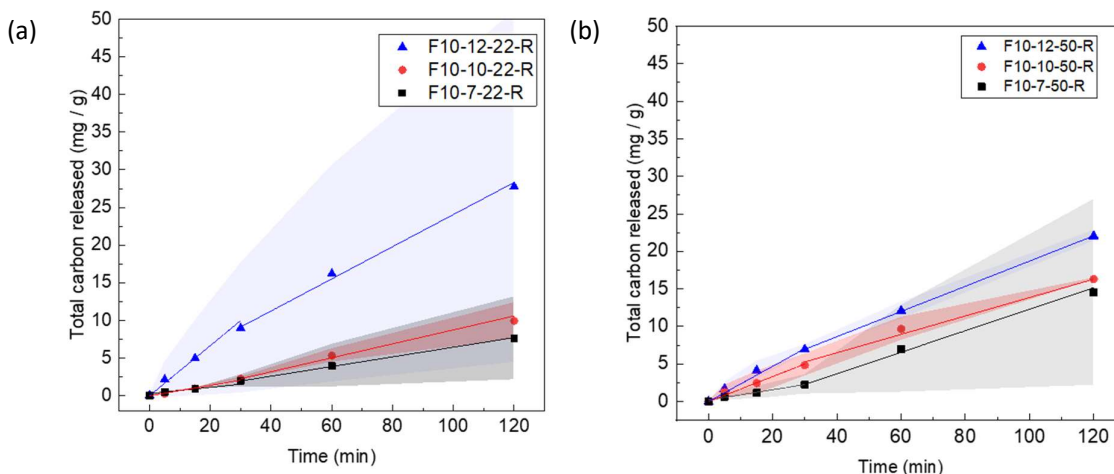 (a)
Total carbon released (mg / g)
50
45
40
35
30
25
20
15
10
5
0
F10-12-22-R
F10-10-22-R
F10-7-22-R
0 20 40 60 80 100 120
Time (min)
(b)
Total carbon released (mg / g)
50
45
40
35
30
25
20
15
10
5
0
F10-12-50-R
F10-10-50-R
F10-7-50-R
0 20 40 60 80 100 120
Time (min)